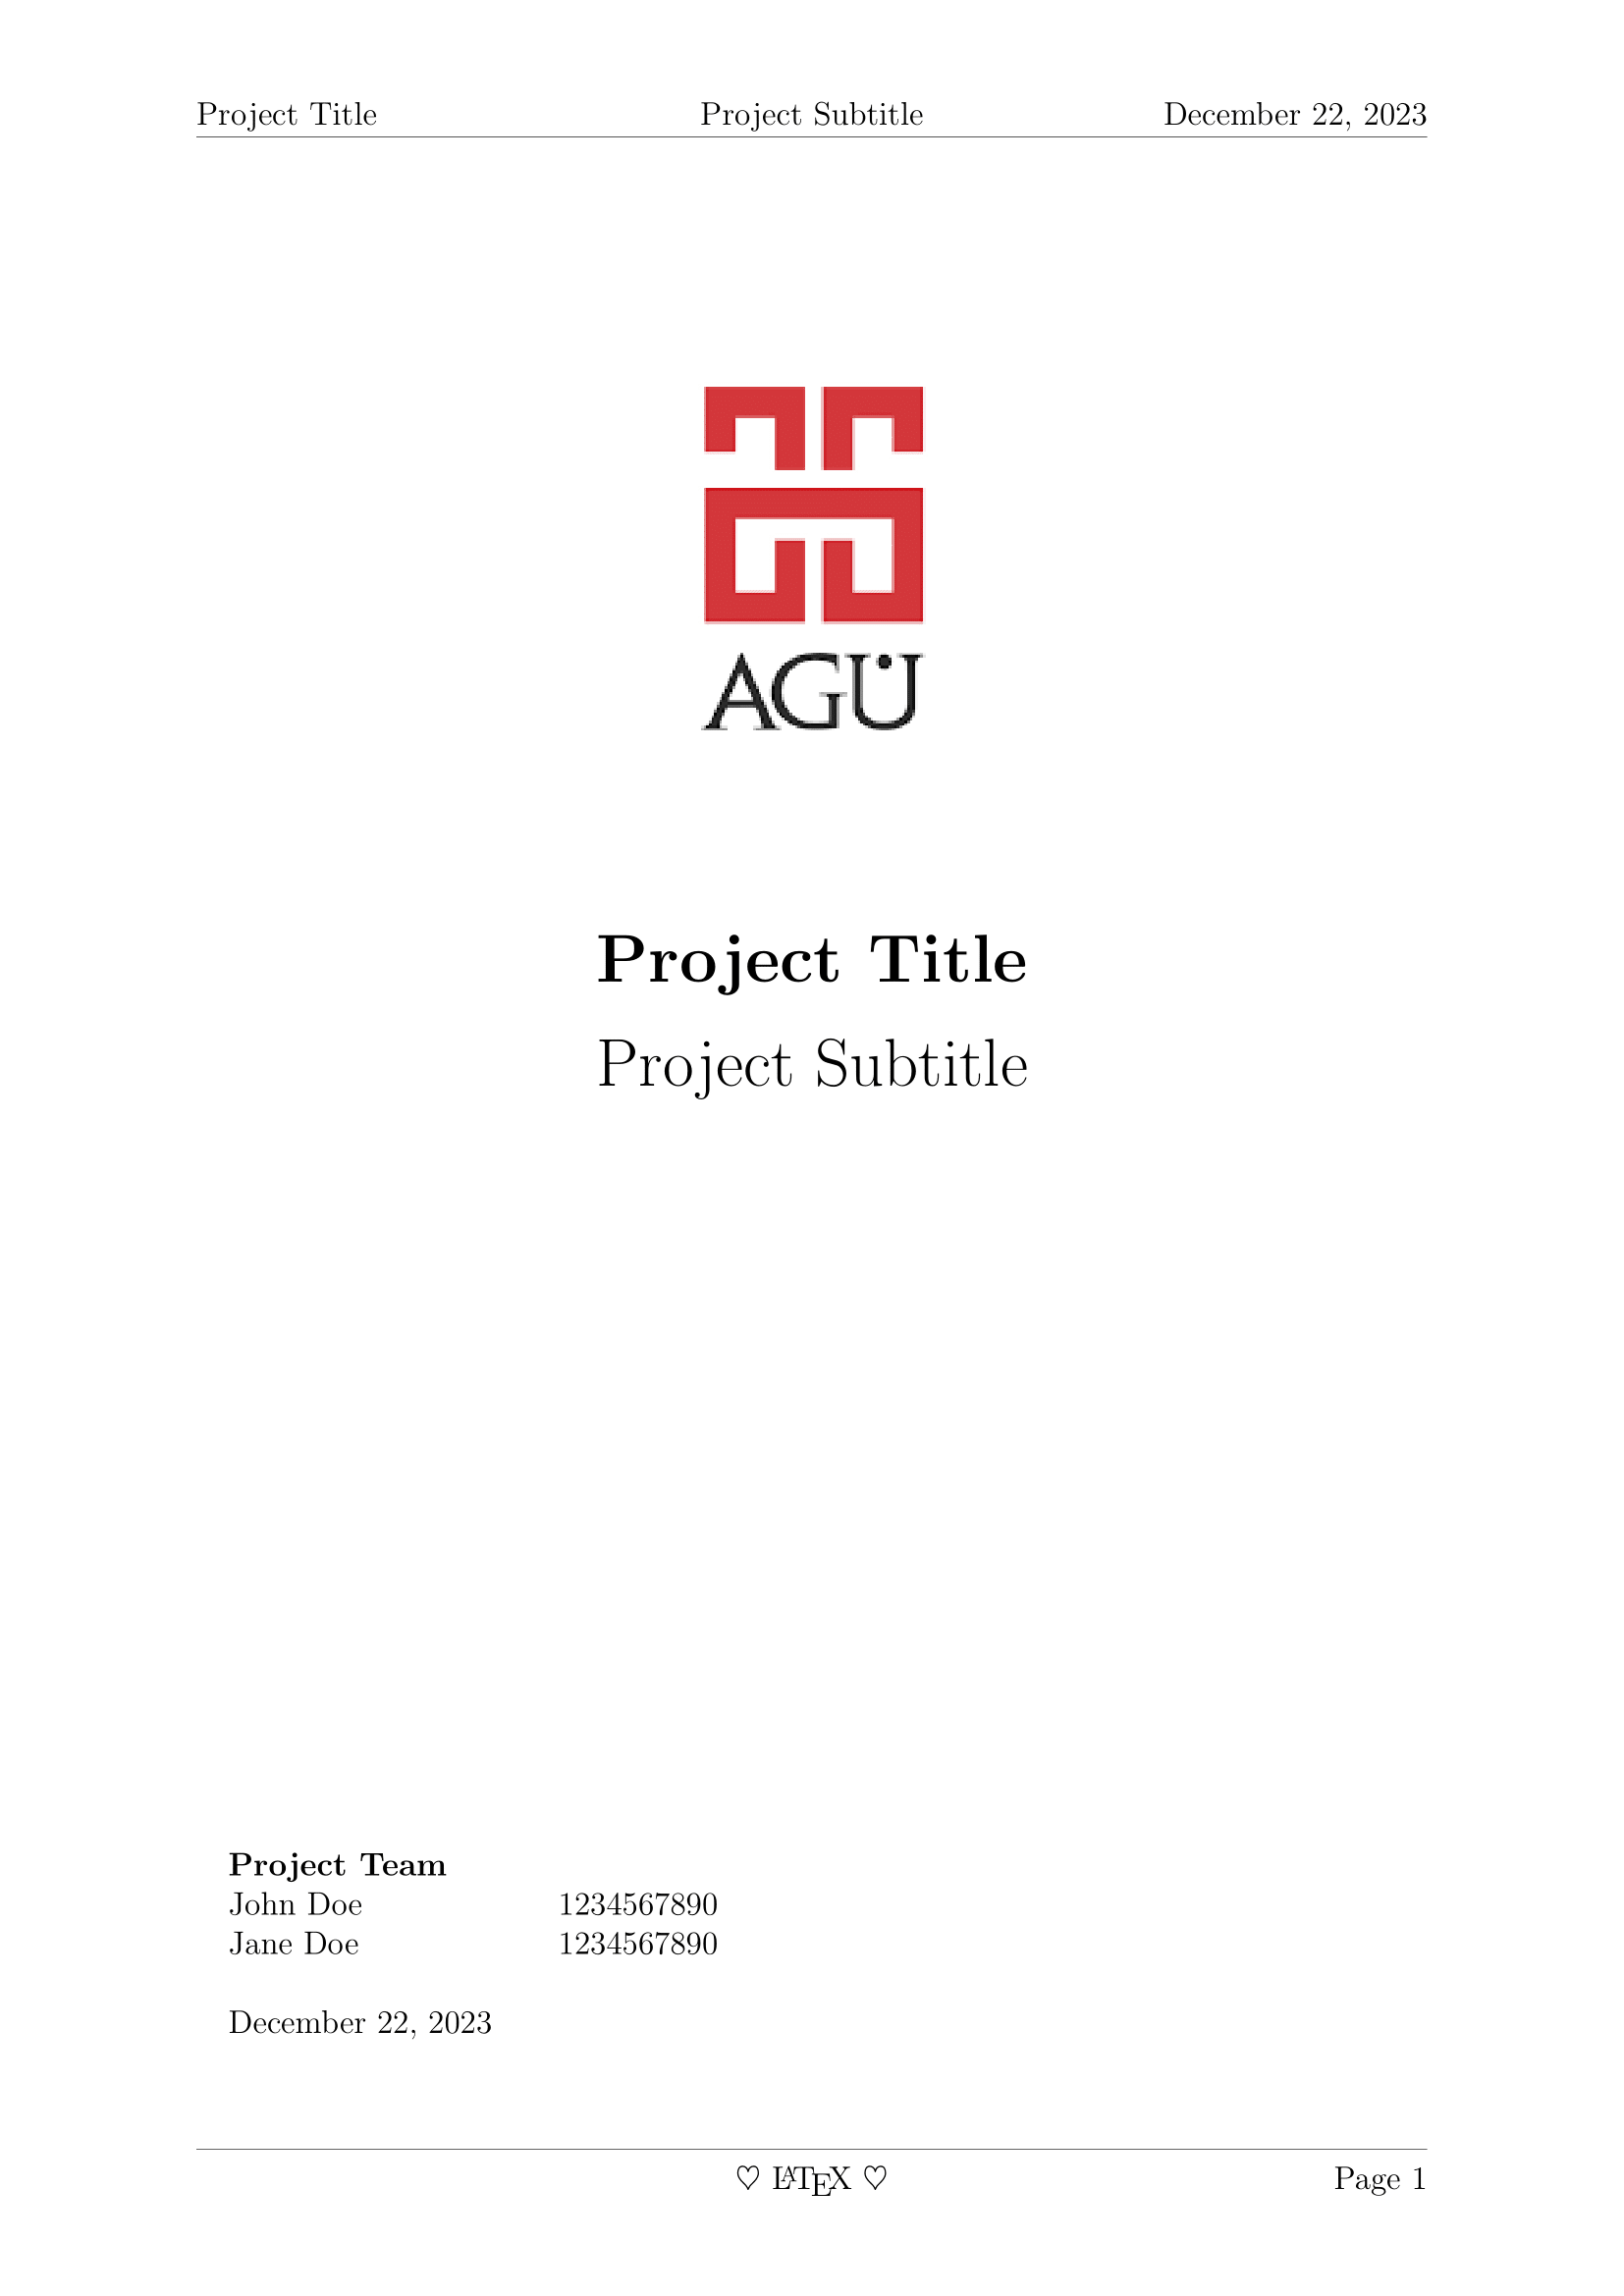 Project Title Project Subtitle December 22, 2023
AGÜ
Project Title
Project Subtitle
Project Team
John Doe 1234567890
Jane Doe 1234567890
December 22, 2023
♡ LATEX ♡ Page 1